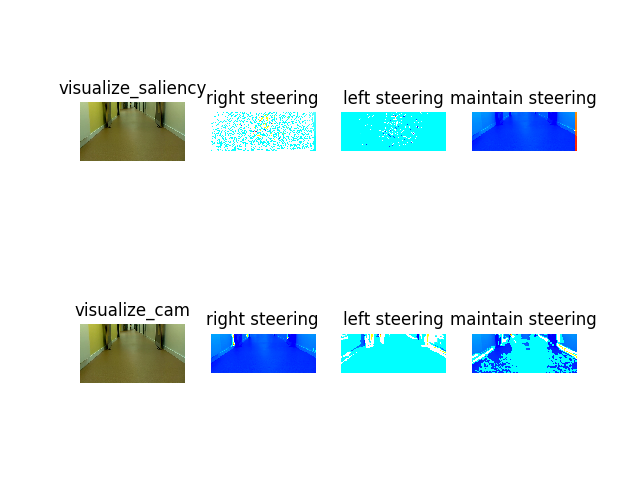 visualize_saliency
right steering
left steering
maintain steering
visualize_cam
right steering
left steering
maintain steering